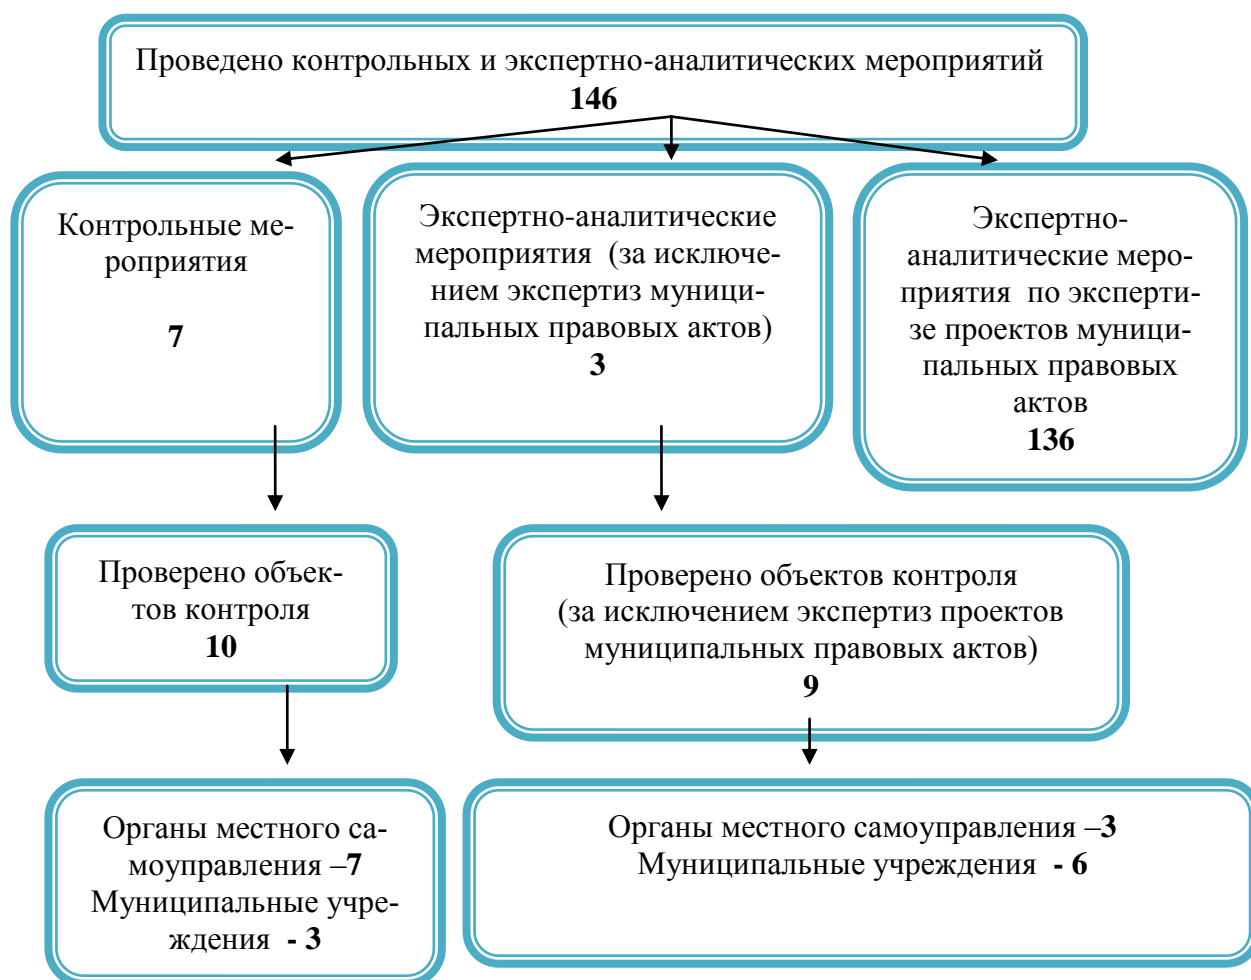 Проведено контрольных и экспертно-аналитических мероприятий
146
Контрольные ме-
роприятия
7
Экспертно-аналитические
мероприятия (за исключе-
нием экспертиз муници-
пальных правовых актов)
3
Экспертно-
аналитические меро-
приятия по эксперти-
зе проектов муници-
пальных правовых
актов
136
Проверено объек-
тов контроля
10
Проверено объектов контроля
(за исключением экспертиз проектов
муниципальных правовых актов)
9
Органы местного са-
моуправления –7
Муниципальные учре-
ждения - 3
Органы местного самоуправления –3
Муниципальные учреждения - 6